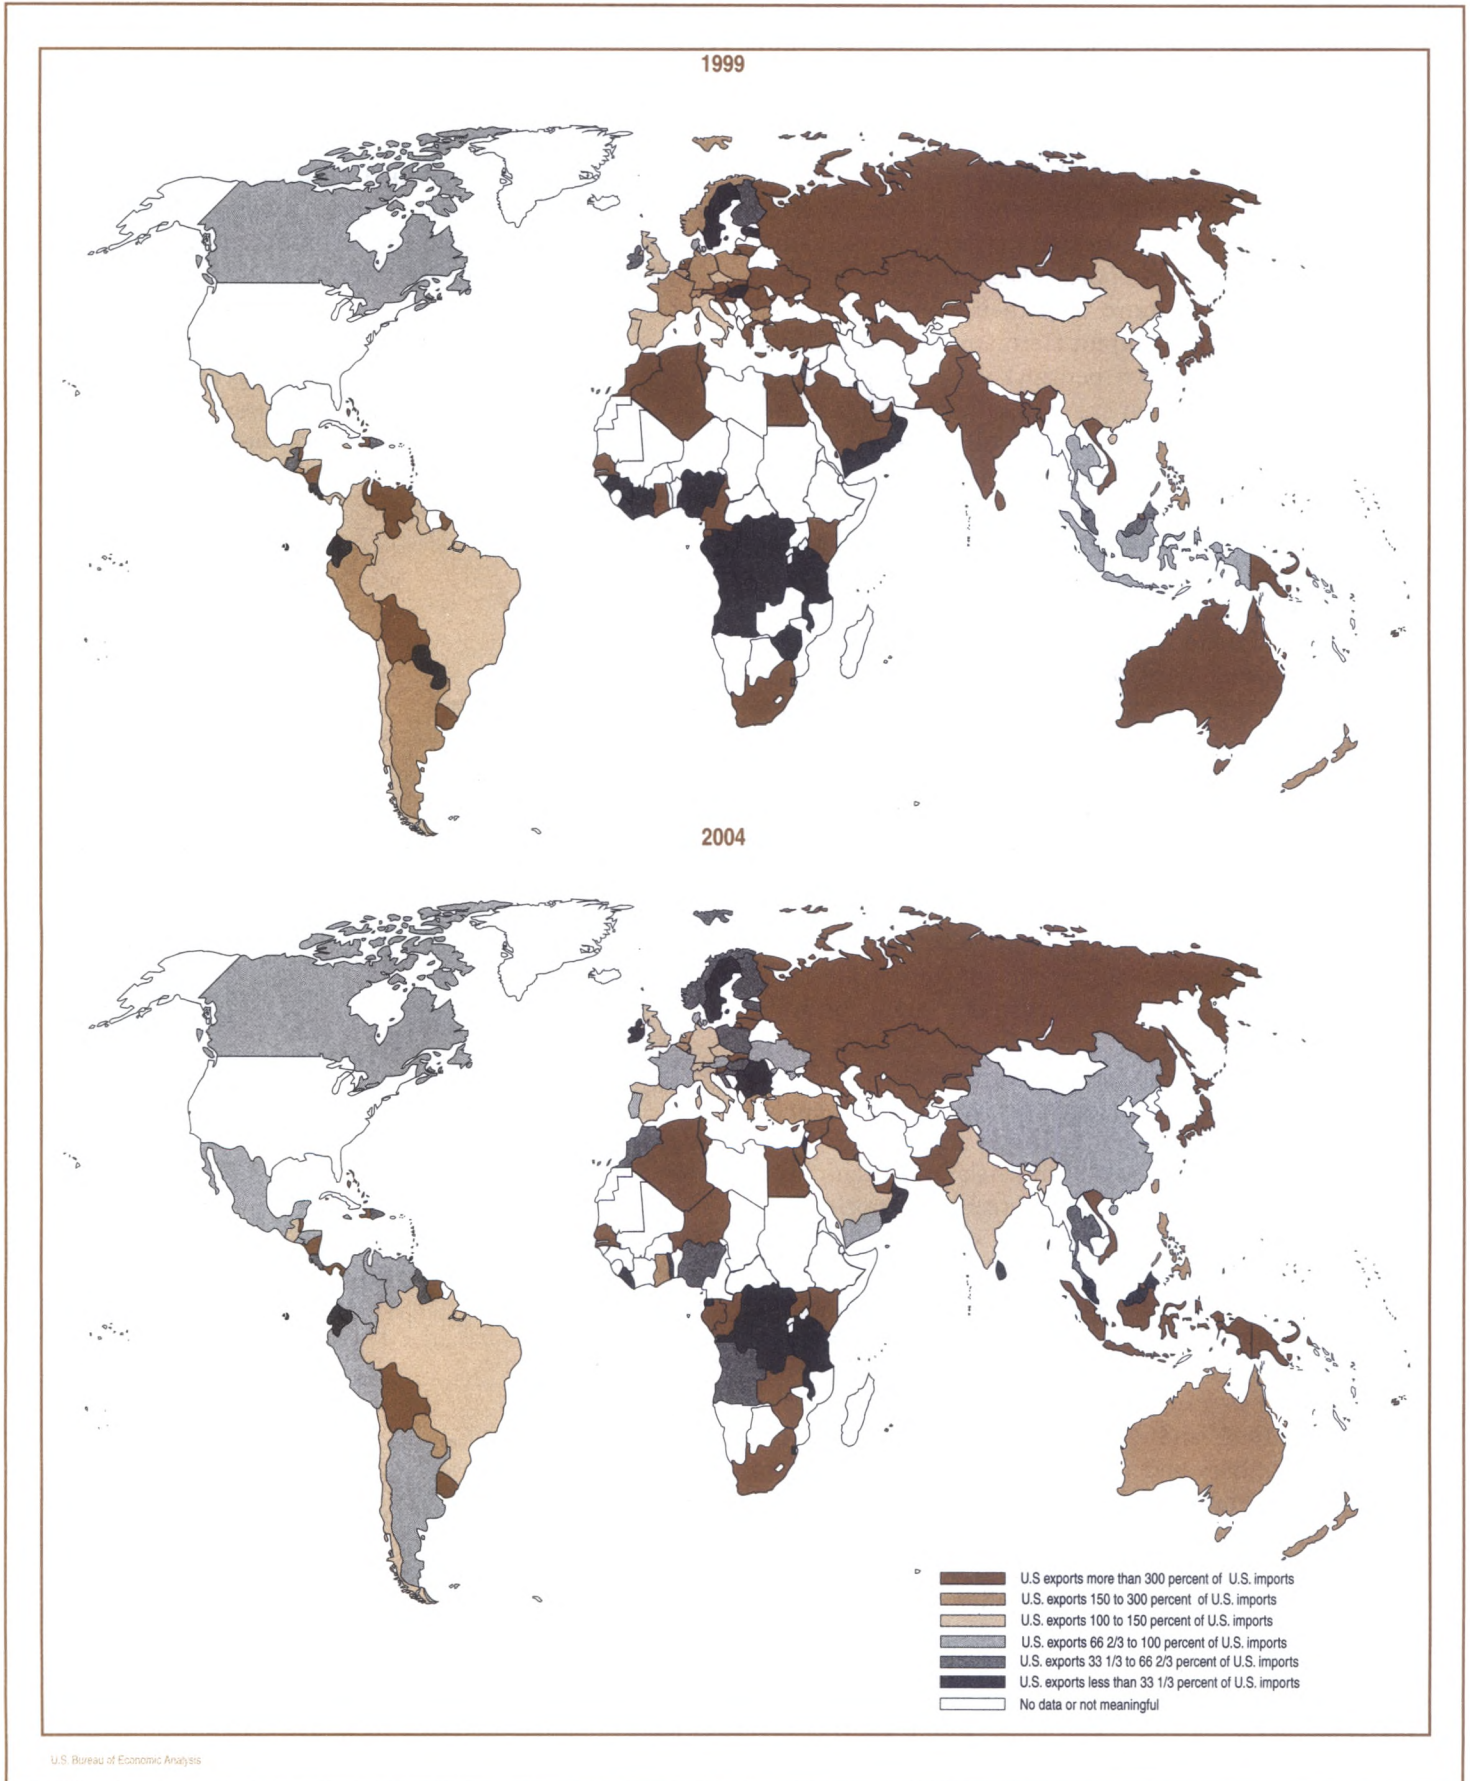 1999
2004
U.S exports more than 300 percent of U.S. imports
U.S. exports 150 to 300 percent of U.S. imports
U.S. exports 100 to 150 percent of U.S. imports
U.S. exports 66 2/3 to 100 percent of U.S. imports
U.S. exports 33 1/3 to 66 2/3 percent of U.S. imports
U.S. exports less than 33 1/3 percent of U.S. imports
No data or not meaningful
U.S. Bureau of Economic Analysis